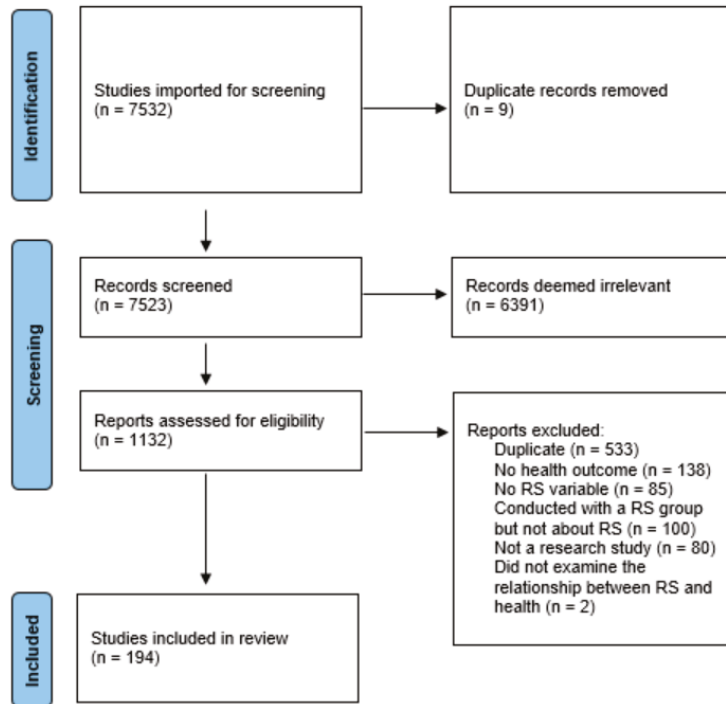 Identification
Studies imported for screening
(n = 7532)
Duplicate records removed
(n = 9)
Screening
Records screened
(n = 7523)
Records deemed irrelevant
(n = 6391)
Reports assessed for eligibility
(n = 1132)
Reports excluded:
Duplicate (n = 533)
No health outcome (n = 138)
No RS variable (n = 85)
Conducted with a RS group
but not about RS (n = 100)
Not a research study (n = 80)
Did not examine the
relationship between RS and
health (n = 2)
Included
Studies included in review
(n = 194)